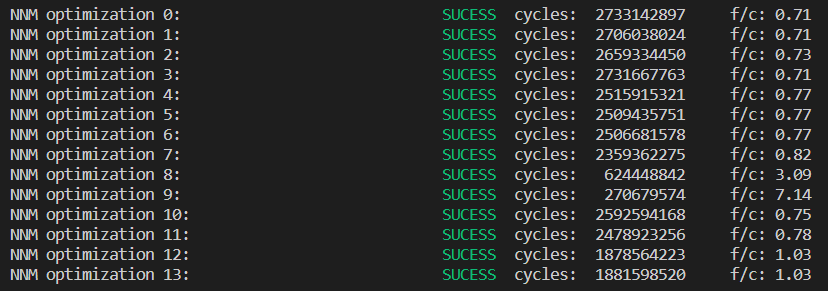 NNM optimization 0: SUCESS cycles: 2733142897 f/c: 0.71
NNM optimization 1: SUCESS cycles: 2706038024 f/c: 0.71
NNM optimization 2: SUCESS cycles: 2659334450 f/c: 0.73
NNM optimization 3: SUCESS cycles: 2731667763 f/c: 0.71
NNM optimization 4: SUCESS cycles: 2515915321 f/c: 0.77
NNM optimization 5: SUCESS cycles: 2509435751 f/c: 0.77
NNM optimization 6: SUCESS cycles: 2506681578 f/c: 0.77
NNM optimization 7: SUCESS cycles: 2359362275 f/c: 0.82
NNM optimization 8: SUCESS cycles: 624448842 f/c: 3.09
NNM optimization 9: SUCESS cycles: 270679574 f/c: 7.14
NNM optimization 10: SUCESS cycles: 2592594168 f/c: 0.75
NNM optimization 11: SUCESS cycles: 2478923256 f/c: 0.78
NNM optimization 12: SUCESS cycles: 1878564223 f/c: 1.03
NNM optimization 13: SUCESS cycles: 1881598520 f/c: 1.03